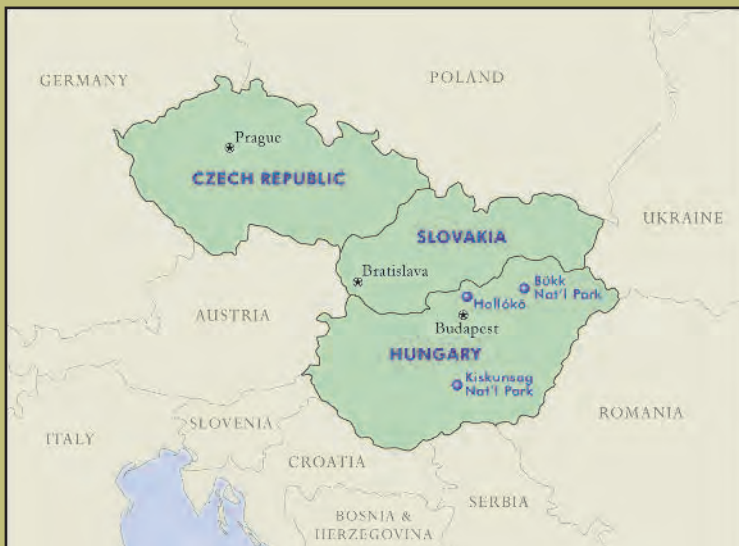 GERMANY
POLAND
Prague
CZECH REPUBLIC
UKRAINE
SLOVAKIA
Bratislava
Bükk
Nat'l Park
Hollókö
AUSTRIA
Budapest
HUNGARY
Kiskunsag
Nat'l Park
ROMANIA
SLOVENIA
ITALY
CROATIA
SERBIA
BOSNIA &
HERZEGOVINA